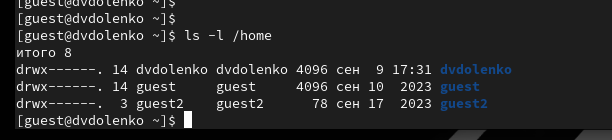 [guest@dvdolenko ~]$
[guest@dvdolenko ~]$
[guest@dvdolenko ~]$ ls -l /home
итого 8
drwx------. 14 dvdolenko dvdolenko 4096 сен  9 17:31 dvdolenko
drwx------. 14 guest     guest     4096 сен 10  2023 guest
drwx------.  3 guest2    guest2      78 сен 17  2023 guest2
[guest@dvdolenko ~]$